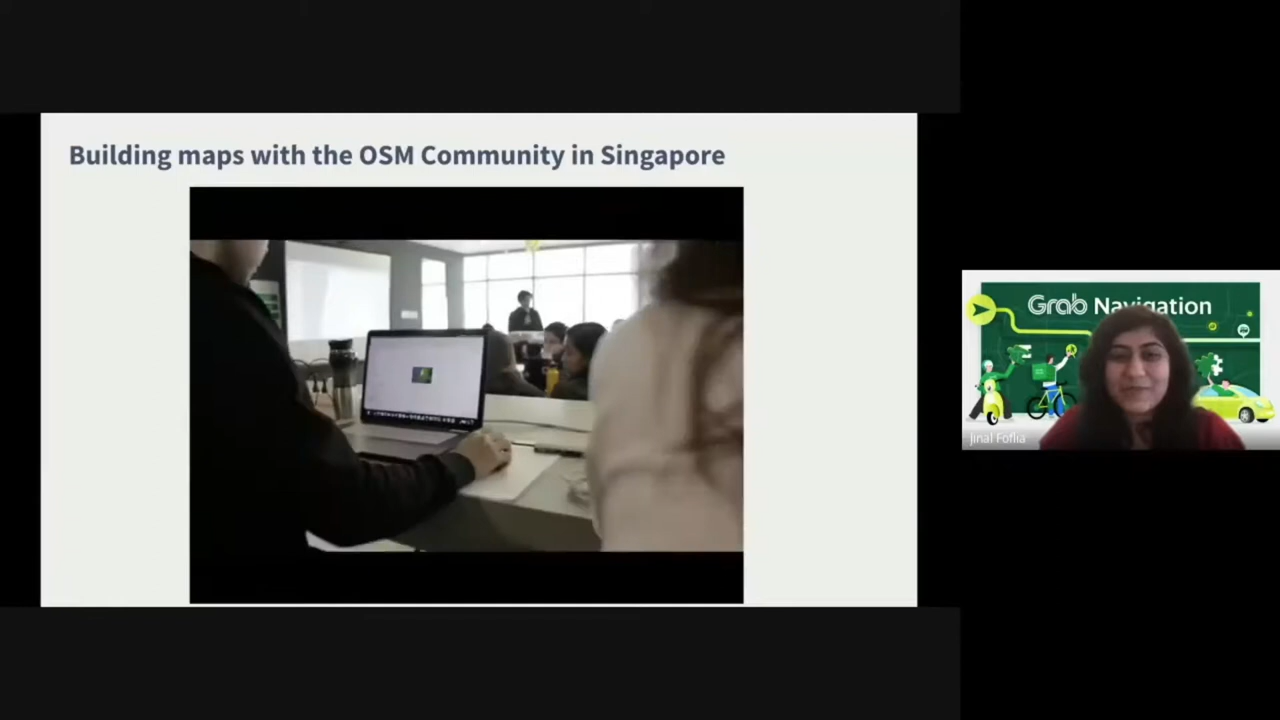 Building maps with the OSM Community in Singapore
Grab Navigation
Jinal Foflia